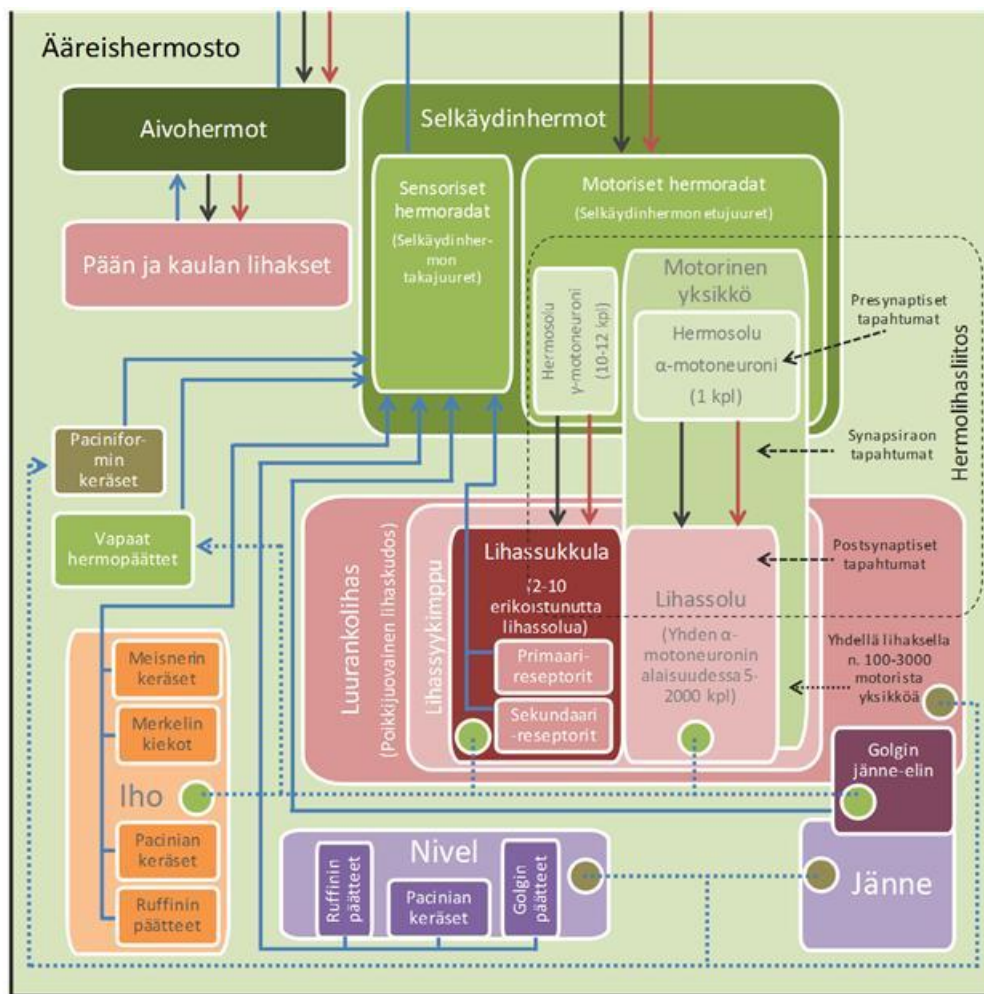 Ääreishermosto
Aivohermot
Pään ja kaulan lihakset
Selkäydinhermot
Sensoriset
hermoradat
(Selkäydinher-
mon
takajuuret)
Motoriset hermoradat
(Selkäydinhermon etujuuret)
Hermosolu
γ-motoneuroni
(10-12 kpl)
Motorinen
yksikkö
Hermosolu
α-motoneuroni
(1 kpl)
Presynaptiset
tapahtumat
Synapsiraon
tapahtumat
Postsynaptiset
tapahtumat
Hermolihasliitos
Pacinifor-
min
keräset
Vapaat
hermopäättet
Luurankolihas
(Poikkijuovainen lihaskudos)
Lihassyykimppu
Lihassukkula
(2-10
erikoistunutta
lihassolua)
Primaari-
reseptorit
Sekundaari
-reseptorit
Lihassolu
(Yhden α-
motoneuronin
alaisuudessa 5-
2000 kpl)
Yhdellä lihaksella
n. 100-3000
motorista
yksikköä
Meisnerin
keräset
Merkelin
kiekot
Iho
Pacinian
keräset
Ruffinin
päätteet
Nivel
Ruffinin
päätteet
Pacinian
keräset
Golgin
päätteet
Golgin
jänne-elin
Jänne